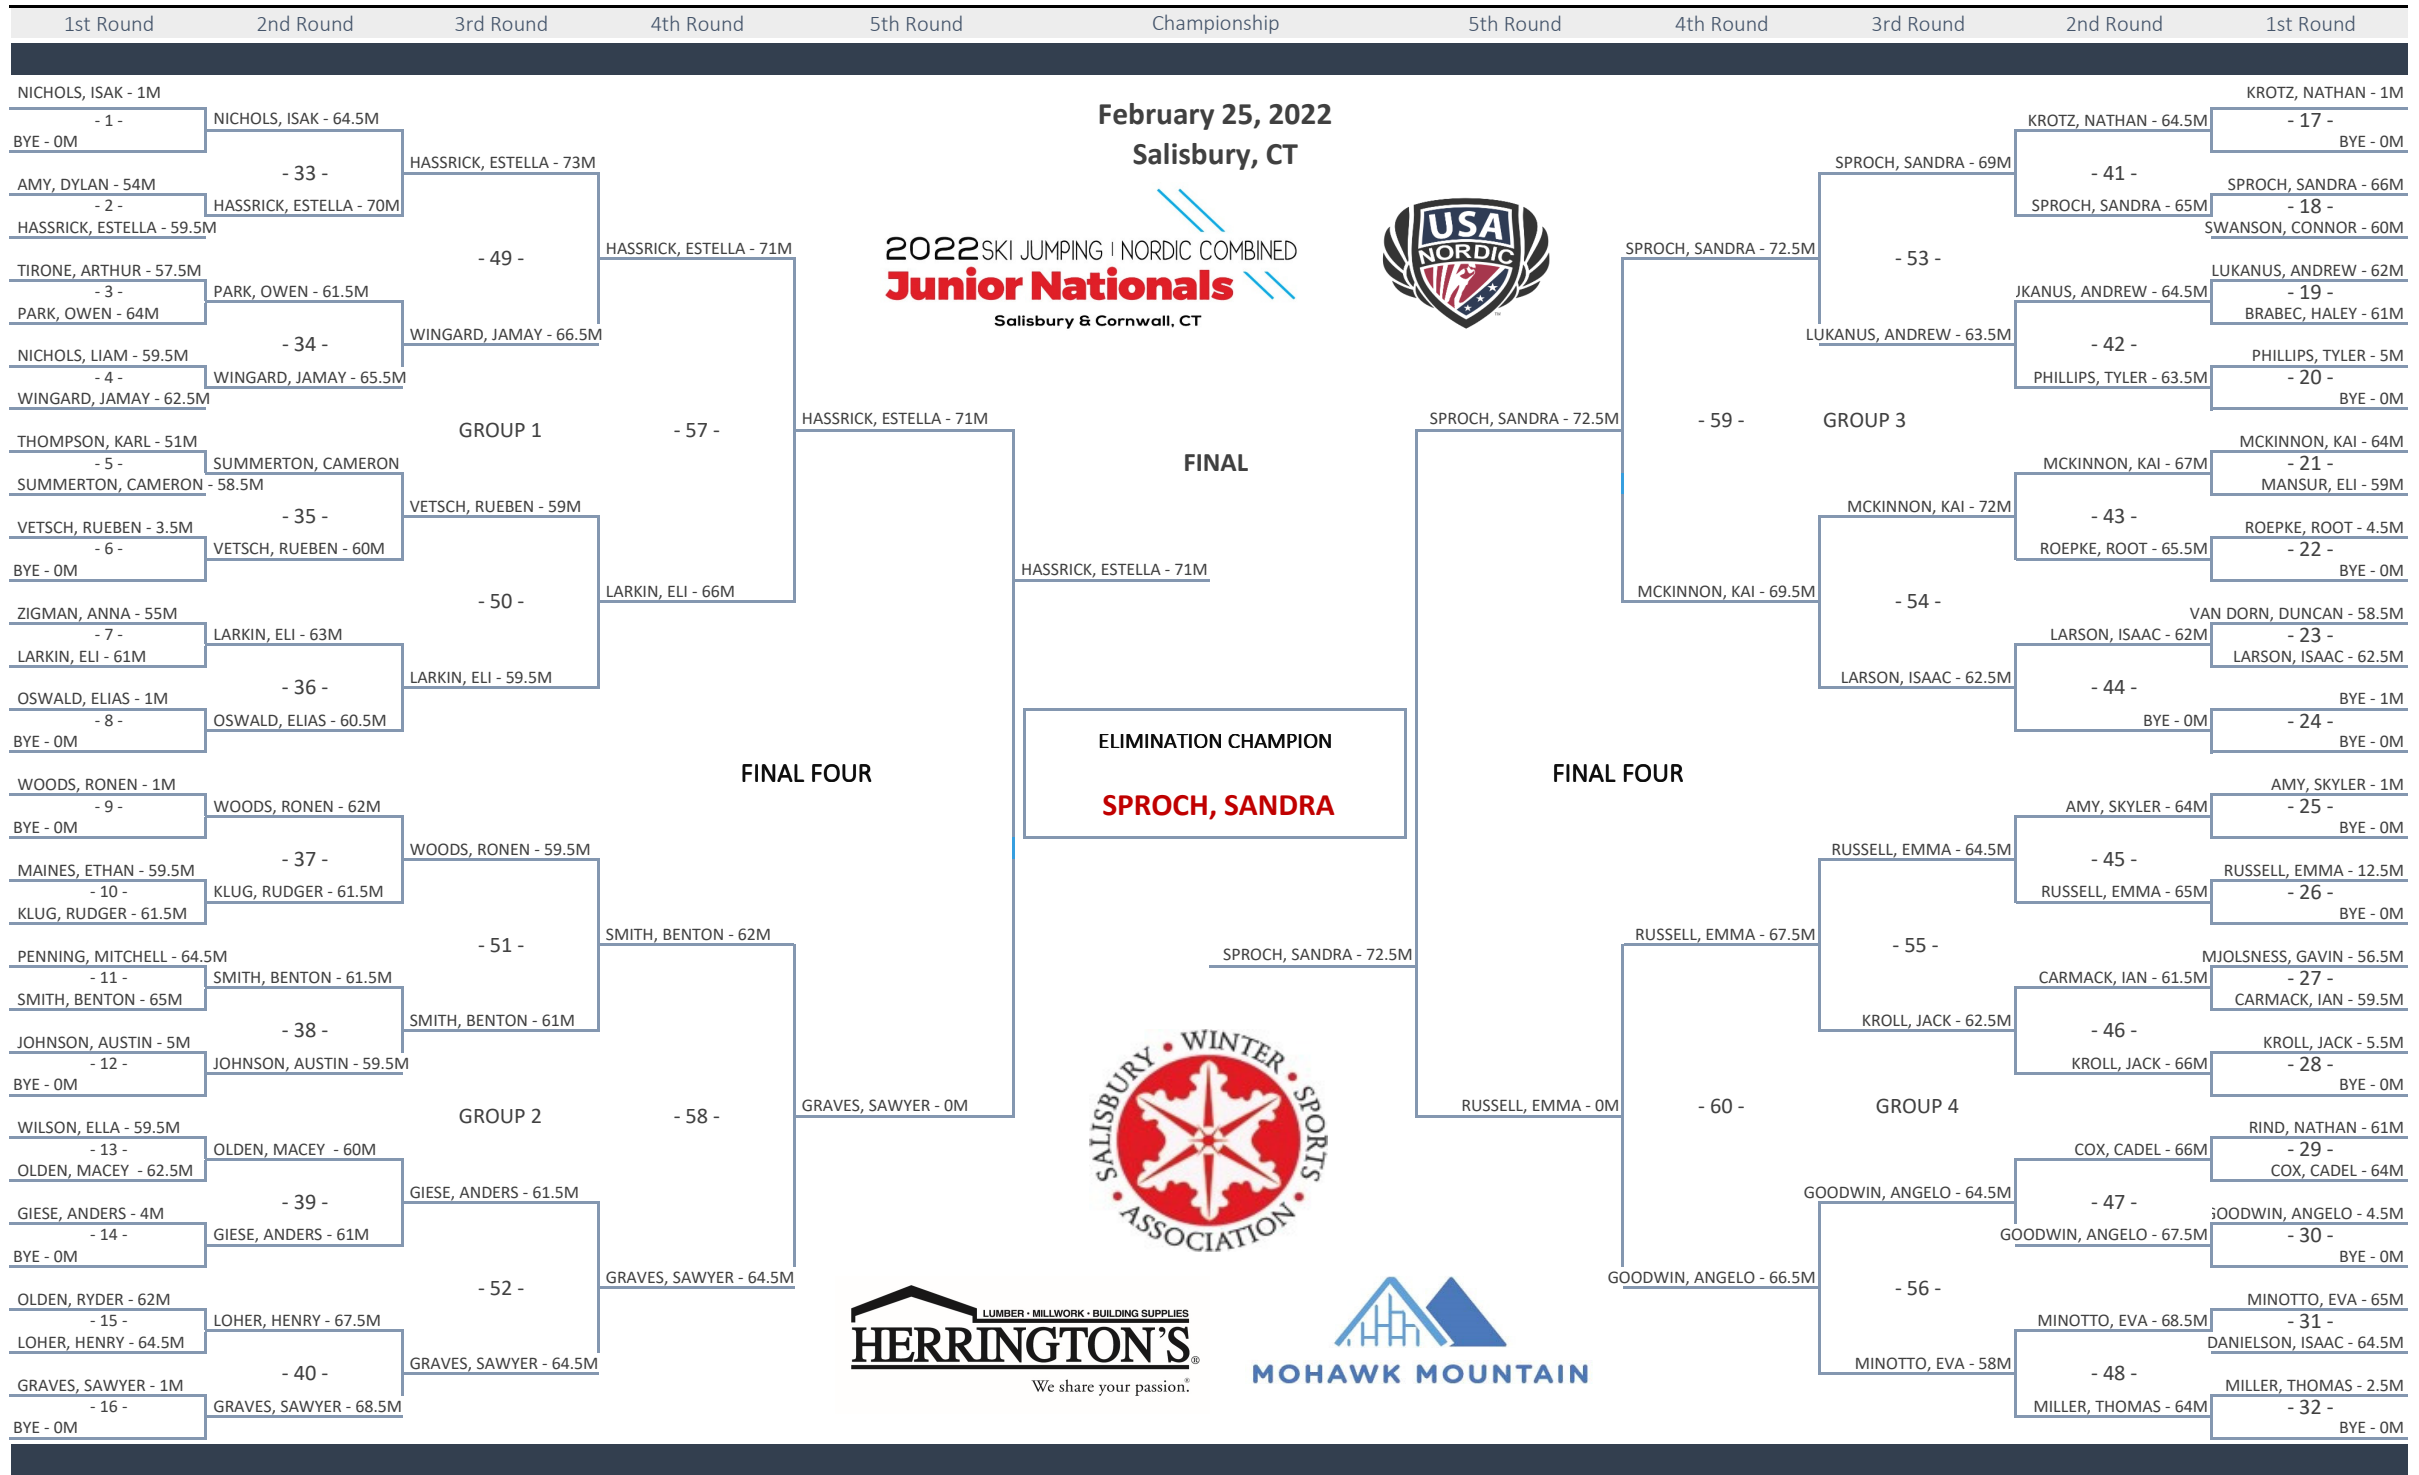 1st Round 2nd Round 3rd Round 4th Round 5th Round Championship 5th Round 4th Round 3rd Round 2nd Round 1st Round
NICHOLS, ISAK - 1M
- 1 -
BYE - 0M
AMY, DYLAN - 54M
- 2 -
HASSRICK, ESTELLA - 59.5M
TIRONE, ARTHUR - 57.5M
- 3 -
PARK, OWEN - 64M
NICHOLS, LIAM - 59.5M
- 4 -
WINGARD, JAMAY - 62.5M
THOMPSON, KARL - 51M
- 5 -
SUMMERTON, CAMERON - 58.5M
VETSCH, RUEBEN - 3.5M
- 6 -
BYE - 0M
ZIGMAN, ANNA - 55M
- 7 -
LARKIN, ELI - 61M
OSWALD, ELIAS - 1M
- 8 -
BYE - 0M
WOODS, RONEN - 1M
- 9 -
BYE - 0M
MAINES, ETHAN - 59.5M
- 10 -
KLUG, RUDGER - 61.5M
PENNING, MITCHELL - 64.5M
- 11 -
SMITH, BENTON - 65M
JOHNSON, AUSTIN - 5M
- 12 -
BYE - 0M
WILSON, ELLA - 59.5M
- 13 -
OLDEN, MACEY - 62.5M
GIESE, ANDERS - 4M
- 14 -
BYE - 0M
OLDEN, RYDER - 62M
- 15 -
LOHER, HENRY - 64.5M
GRAVES, SAWYER - 1M
- 16 -
BYE - 0M
NICHOLS, ISAK - 64.5M
- 33 -
HASSRICK, ESTELLA - 70M
PARK, OWEN - 61.5M
- 34 -
WINGARD, JAMAY - 65.5M
SUMMERTON, CAMERON
- 35 -
VETSCH, RUEBEN - 60M
LARKIN, ELI - 63M
- 36 -
OSWALD, ELIAS - 60.5M
WOODS, RONEN - 62M
- 37 -
KLUG, RUDGER - 61.5M
SMITH, BENTON - 61.5M
- 38 -
JOHNSON, AUSTIN - 59.5M
OLDEN, MACEY - 60M
- 39 -
GIESE, ANDERS - 61M
LOHER, HENRY - 67.5M
- 40 -
GRAVES, SAWYER - 68.5M
HASSRICK, ESTELLA - 73M
- 49 -
WINGARD, JAMAY - 66.5M
GROUP 1
VETSCH, RUEBEN - 59M
- 50 -
LARKIN, ELI - 59.5M
WOODS, RONEN - 59.5M
- 51 -
SMITH, BENTON - 61M
GROUP 2
GIESE, ANDERS - 61.5M
- 52 -
GRAVES, SAWYER - 64.5M
HASSRICK, ESTELLA - 71M
- 57 -
LARKIN, ELI - 66M
SMITH, BENTON - 62M
- 58 -
GRAVES, SAWYER - 64.5M
HASSRICK, ESTELLA - 71M
FINAL FOUR
GRAVES, SAWYER - 0M
February 25, 2022
Salisbury, CT
2022 SKI JUMPING | NORDIC COMBINED
Junior Nationals
Salisbury & Cornwall, CT
USA
NORDIC
TM
FINAL
HASSRICK, ESTELLA - 71M
ELIMINATION CHAMPION
SPROCH, SANDRA
SPROCH, SANDRA - 72.5M
SALISBURY • WINTER • SPORTS • ASSOCIATION •
LUMBER • MILLWORK • BUILDING SUPPLIES
HERRINGTON'S®
We share your passion.®
MOHAWK MOUNTAIN
SPROCH, SANDRA - 72.5M
FINAL FOUR
RUSSELL, EMMA - 0M
SPROCH, SANDRA - 72.5M
- 59 -
MCKINNON, KAI - 69.5M
RUSSELL, EMMA - 67.5M
- 60 -
GOODWIN, ANGELO - 66.5M
SPROCH, SANDRA - 69M
- 53 -
LUKANUS, ANDREW - 63.5M
GROUP 3
MCKINNON, KAI - 72M
- 54 -
LARSON, ISAAC - 62.5M
RUSSELL, EMMA - 64.5M
- 55 -
KROLL, JACK - 62.5M
GROUP 4
GOODWIN, ANGELO - 64.5M
- 56 -
MINOTTO, EVA - 58M
KROTZ, NATHAN - 64.5M
- 41 -
SPROCH, SANDRA - 65M
JKANUS, ANDREW - 64.5M
- 42 -
PHILLIPS, TYLER - 63.5M
MCKINNON, KAI - 67M
- 43 -
ROEPKE, ROOT - 65.5M
LARSON, ISAAC - 62M
- 44 -
BYE - 0M
AMY, SKYLER - 64M
- 45 -
RUSSELL, EMMA - 65M
CARMACK, IAN - 61.5M
- 46 -
KROLL, JACK - 66M
COX, CADEL - 66M
- 47 -
GOODWIN, ANGELO - 67.5M
MINOTTO, EVA - 68.5M
- 48 -
MILLER, THOMAS - 64M
KROTZ, NATHAN - 1M
- 17 -
BYE - 0M
SPROCH, SANDRA - 66M
- 18 -
SWANSON, CONNOR - 60M
LUKANUS, ANDREW - 62M
- 19 -
BRABEC, HALEY - 61M
PHILLIPS, TYLER - 5M
- 20 -
BYE - 0M
MCKINNON, KAI - 64M
- 21 -
MANSUR, ELI - 59M
ROEPKE, ROOT - 4.5M
- 22 -
BYE - 0M
VAN DORN, DUNCAN - 58.5M
- 23 -
LARSON, ISAAC - 62.5M
BYE - 1M
- 24 -
BYE - 0M
AMY, SKYLER - 1M
- 25 -
BYE - 0M
RUSSELL, EMMA - 12.5M
- 26 -
BYE - 0M
MJOLSNESS, GAVIN - 56.5M
- 27 -
CARMACK, IAN - 59.5M
KROLL, JACK - 5.5M
- 28 -
BYE - 0M
RIND, NATHAN - 61M
- 29 -
COX, CADEL - 64M
GOODWIN, ANGELO - 4.5M
- 30 -
BYE - 0M
MINOTTO, EVA - 65M
- 31 -
DANIELSON, ISAAC - 64.5M
MILLER, THOMAS - 2.5M
- 32 -
BYE - 0M